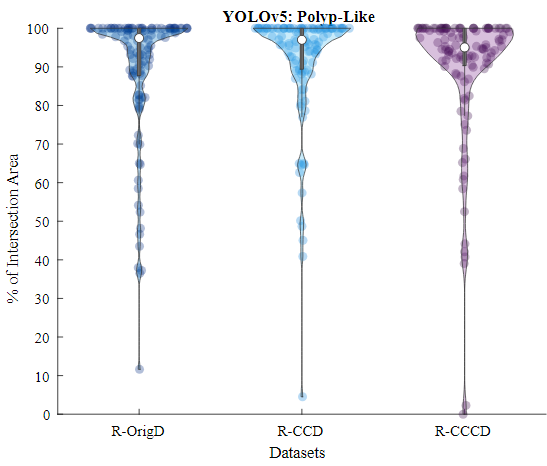 YOLOv5: Polyp-Like
100
90
80
70
60
50
40
30
20
10
0
% of Intersection Area
R-OrigD
R-CCD
R-CCCD
Datasets